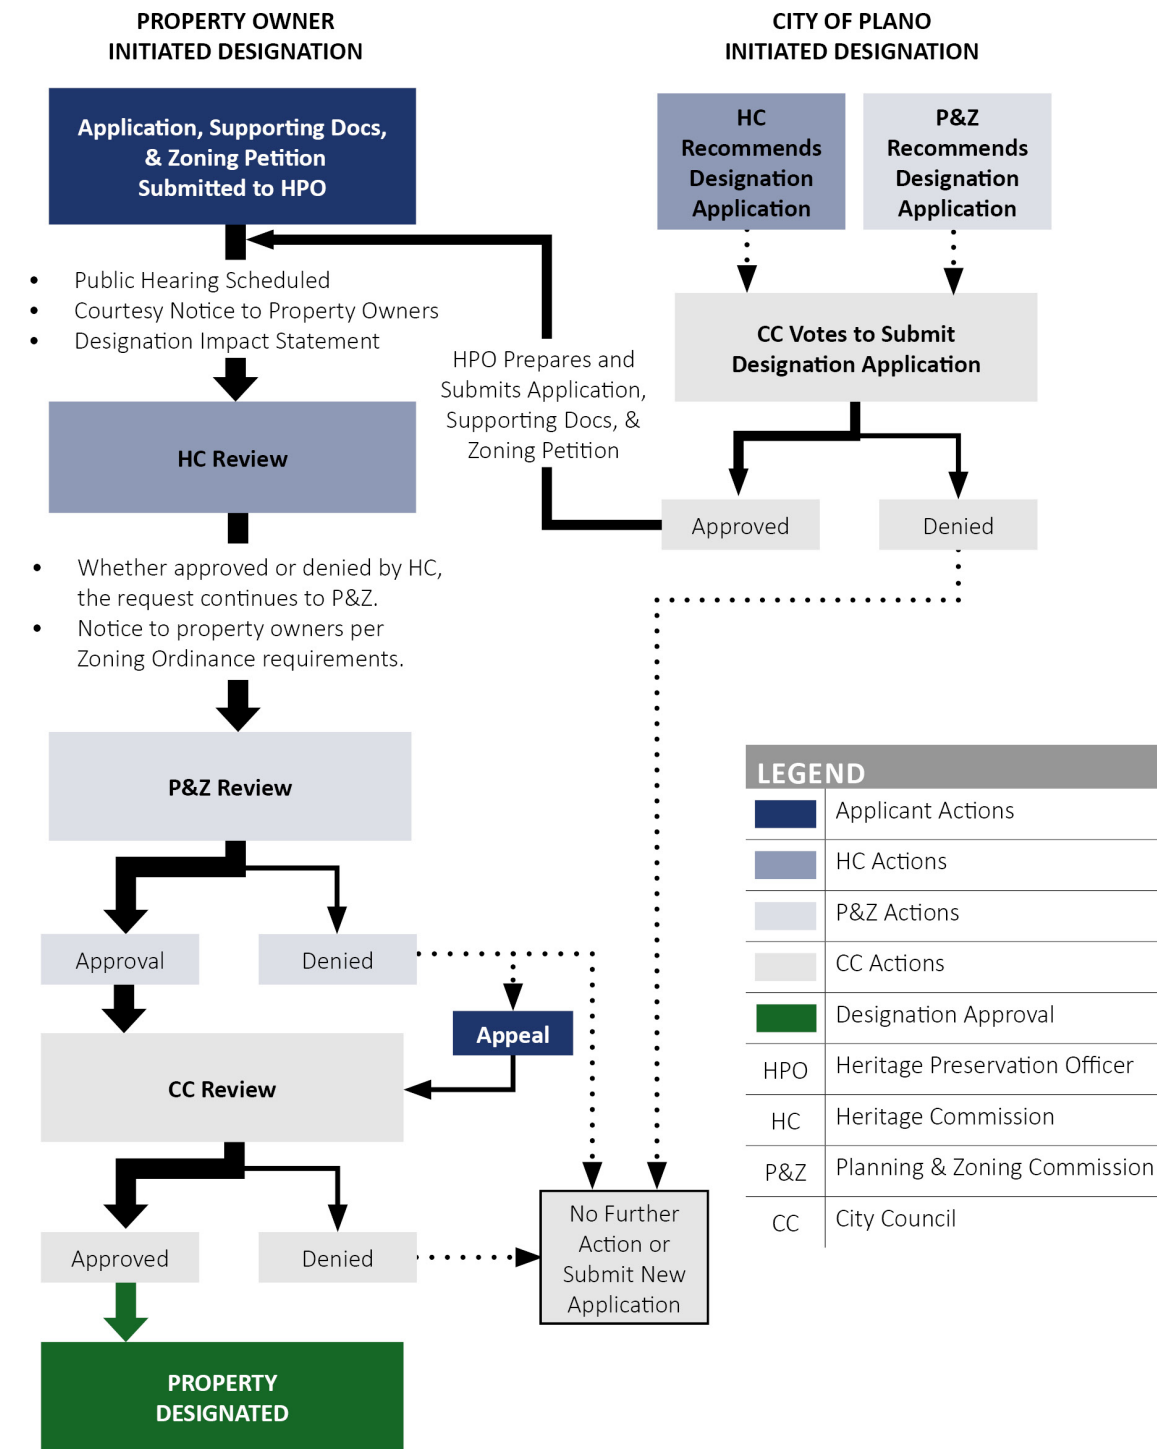 PROPERTY OWNER
INITIATED DESIGNATION
Application, Supporting Docs,
& Zoning Petition
Submitted to HPO
• Public Hearing Scheduled
• Courtesy Notice to Property Owners
• Designation Impact Statement
HC Review
• Whether approved or denied by HC,
the request continues to P&Z.
• Notice to property owners per
Zoning Ordinance requirements.
P&Z Review
Approval
Denied
Appeal
CC Review
Approved
Denied
PROPERTY
DESIGNATED
CITY OF PLANO
INITIATED DESIGNATION
HC
Recommends
Designation
Application
P&Z
Recommends
Designation
Application
CC Votes to Submit
Designation Application
Approved
Denied
HPO Prepares and
Submits Application,
Supporting Docs, &
Zoning Petition
No Further
Action or
Submit New
Application
LEGEND
Applicant Actions
HC Actions
P&Z Actions
CC Actions
Designation Approval
HPO Heritage Preservation Officer
HC Heritage Commission
P&Z Planning & Zoning Commission
CC City Council